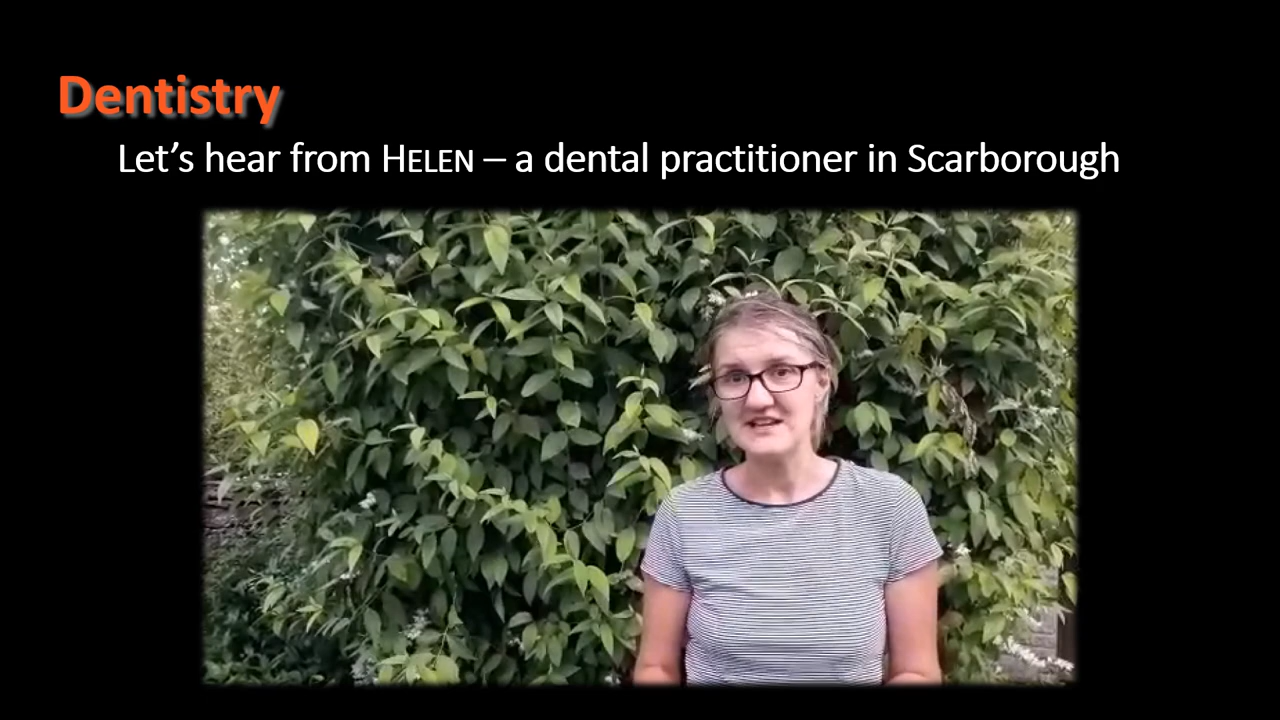 Dentistry
Let’s hear from HELEN – a dental practitioner in Scarborough